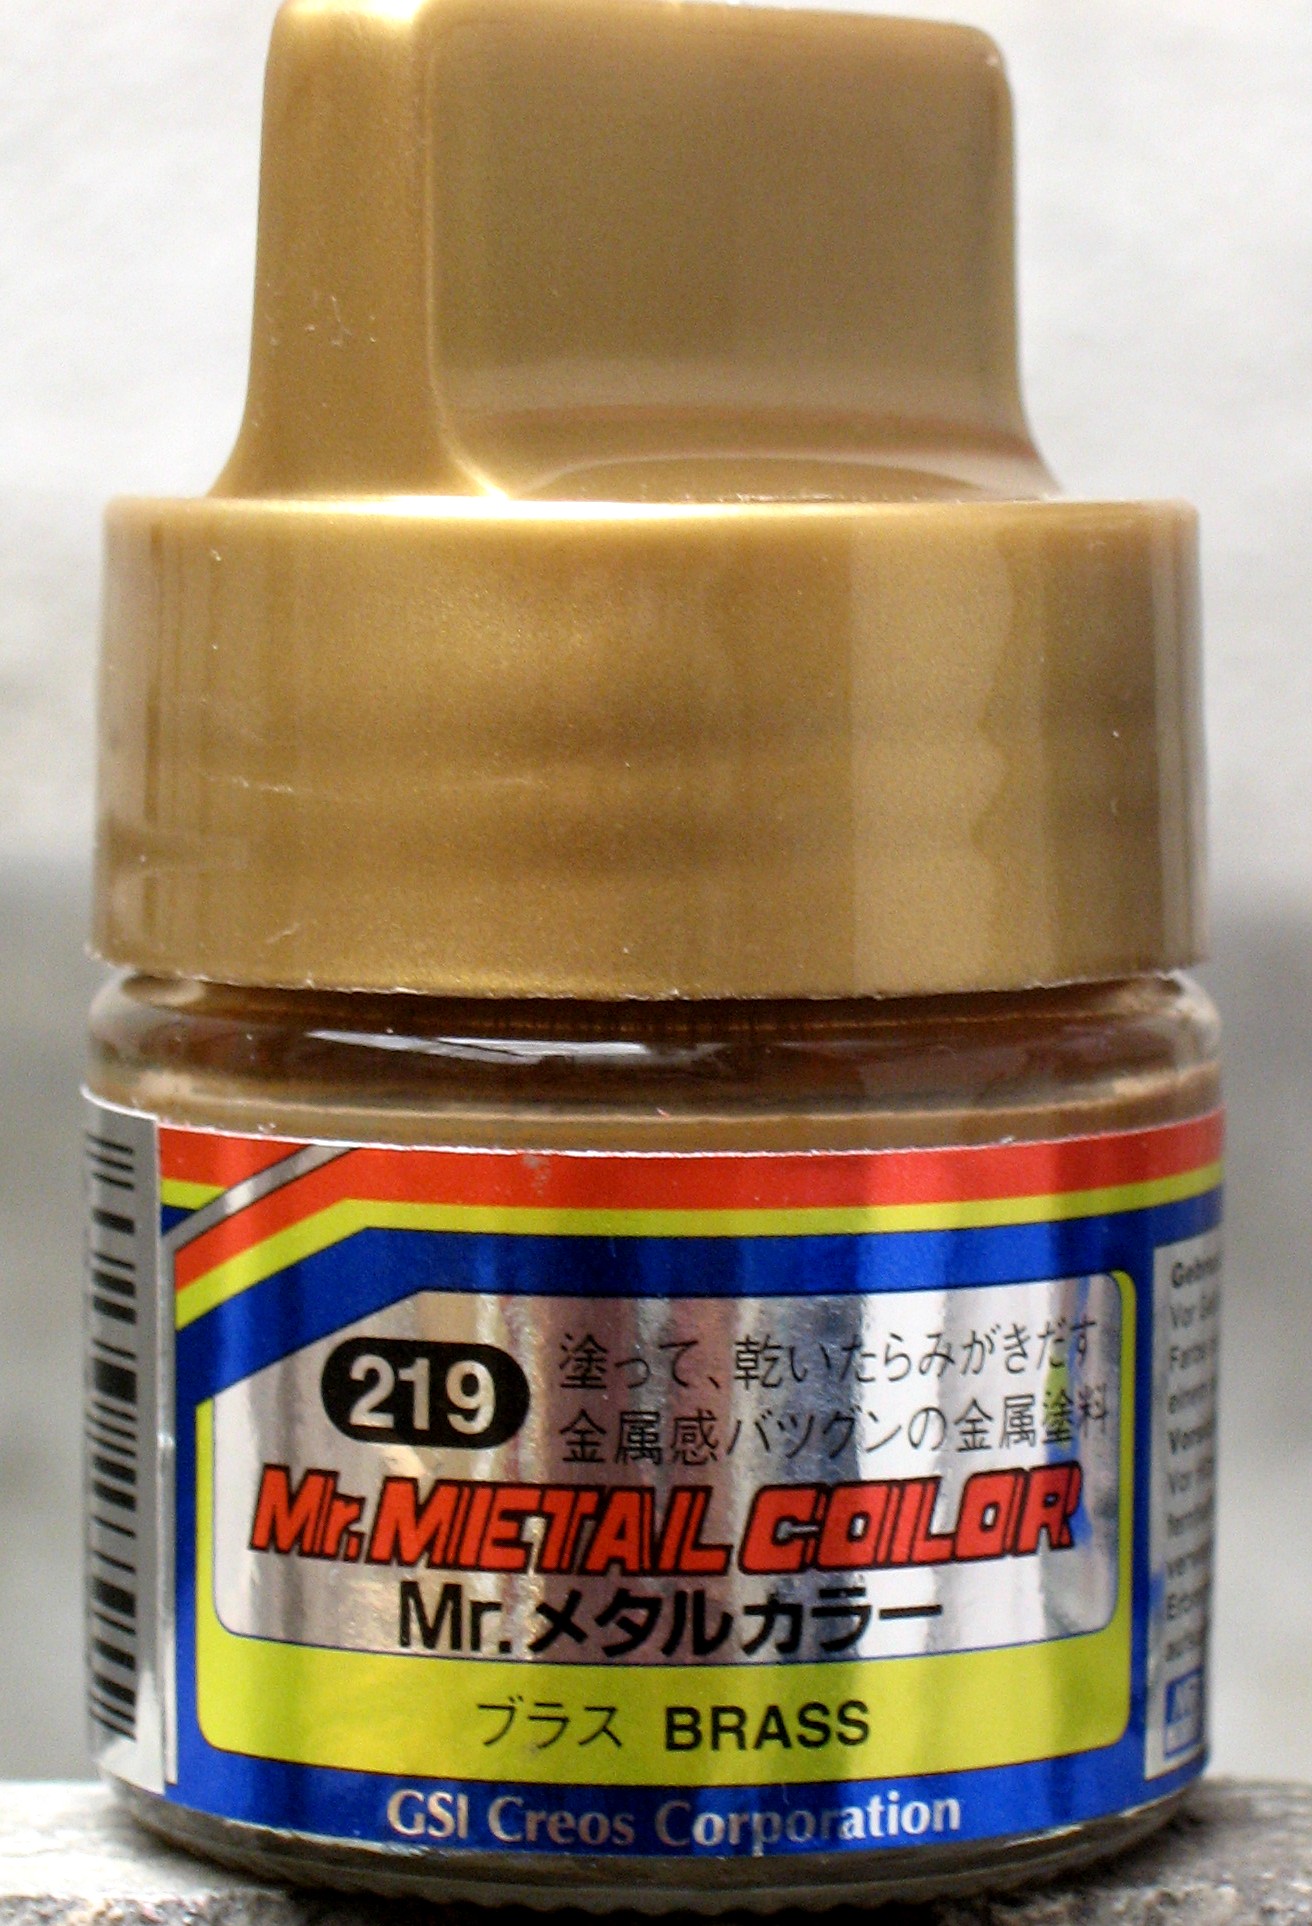 219
塗って、乾いたらみがきだす
金属感バツグンの金属塗料
Mr.METAL COLOR
Mr.メタルカラー
ブラス BRASS
GSI Creos Corporation